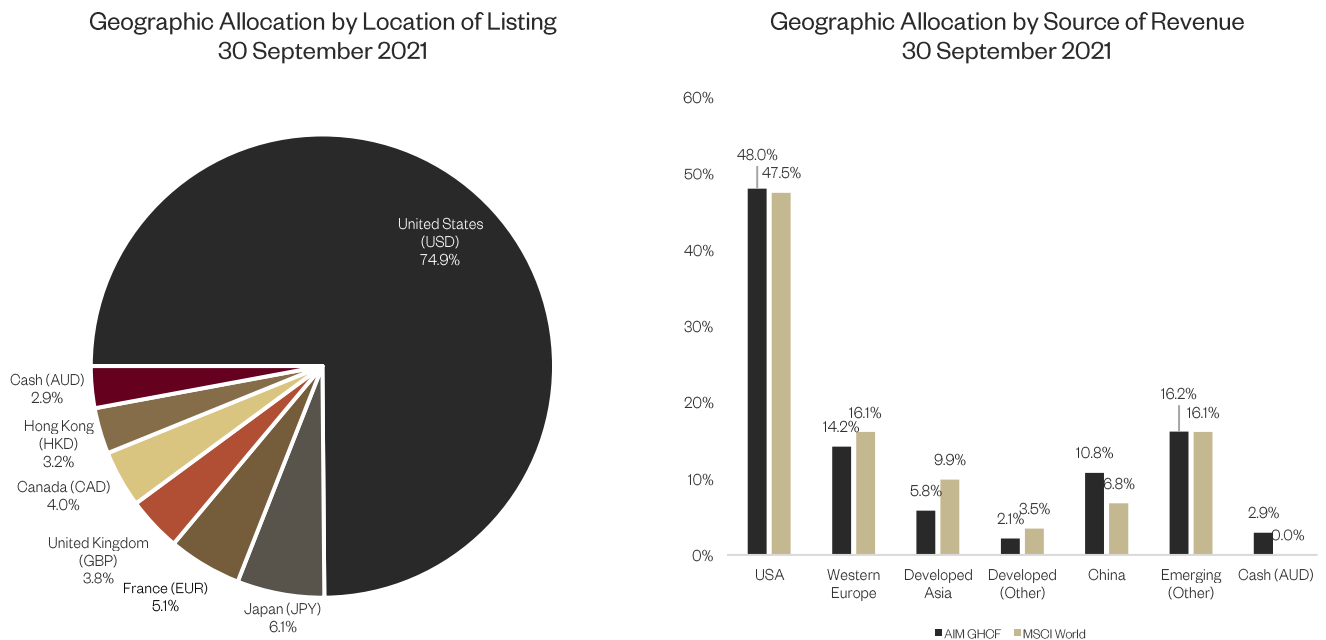 Geographic Allocation by Location of Listing
30 September 2021
United States
(USD)
74.9%
Cash (AUD)
2.9%
Hong Kong
(HKD)
3.2%
Canada (CAD)
4.0%
United Kingdom
(GBP)
3.8%
France (EUR)
5.1%
Japan (JPY)
6.1%
Geographic Allocation by Source of Revenue
30 September 2021
60%
50%
40%
30%
20%
10%
0%
48.0%
47.5%
14.2%
16.1%
5.8%
9.9%
2.1%
3.5%
10.8%
6.8%
16.2%
16.1%
2.9%
0.0%
USA
Western
Europe
Developed
Asia
Developed
(Other)
China
Emerging
(Other)
Cash (AUD)
AIM GHCF
MSCI World